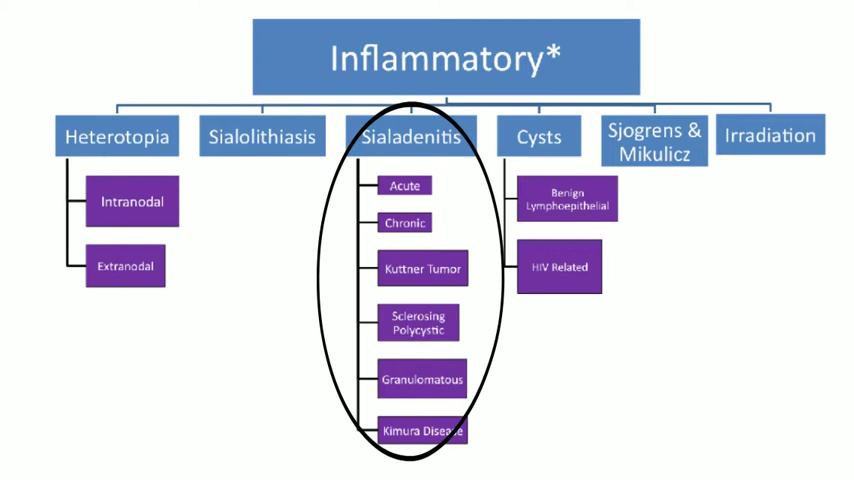 Inflammatory*
Heterotopia
Sialolithiasis
Sialadenitis
Cysts
Sjogrens &
Mikulicz
Irradiation
Intranodal
Extranodal
Acute
Chronic
Kuttner Tumor
Sclerosing
Polycystic
Granulomatous
Kimura Disease
Benign
Lymphoepithelial
HIV Related